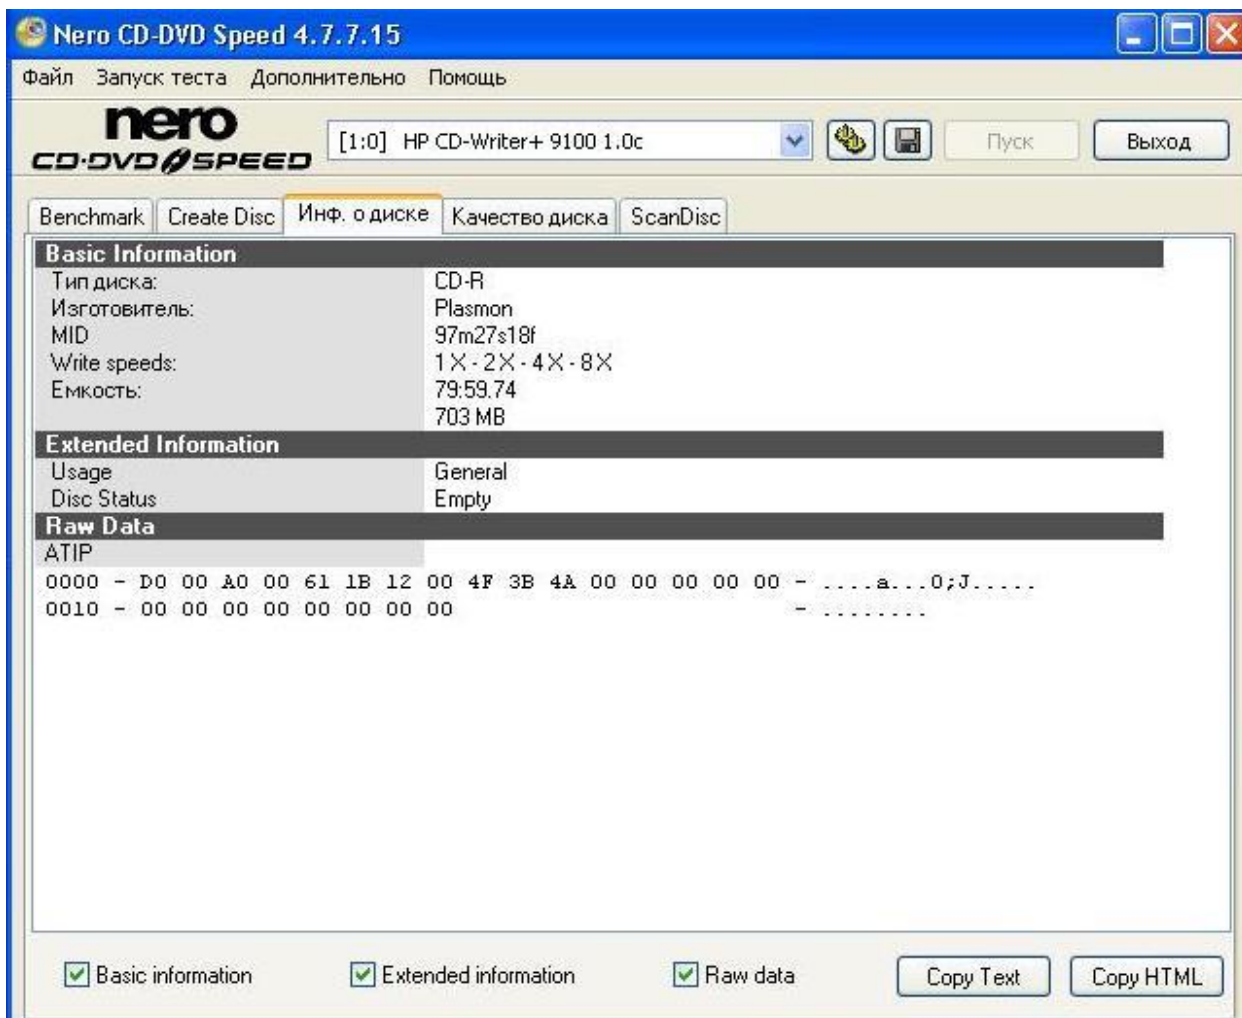 Nero CD-DVD Speed 4.7.7.15
Файл Запуск теста Дополнительно Помощь
nero
CD·DVD SPEED
[1:0] HP CD-Writer+ 9100 1.0c
Пуск
Выход
Benchmark Create Disc Инф. о диске Качество диска ScanDisc
Basic Information
Тип диска: CD-R
Изготовитель: Plasmon
MID 97m27s18f
Write speeds: 1 X - 2 X - 4 X - 8 X
Емкость: 79:59.74
703 MB
Extended Information
Usage General
Disc Status Empty
Raw Data
ATIP
0000 - D0 00 A0 00 61 1B 12 00 4F 3B 4A 00 00 00 00 00 - ....a...O;J.....
0010 - 00 00 00 00 00 00 00 00 - ........
Basic information Extended information Raw data Copy Text Copy HTML